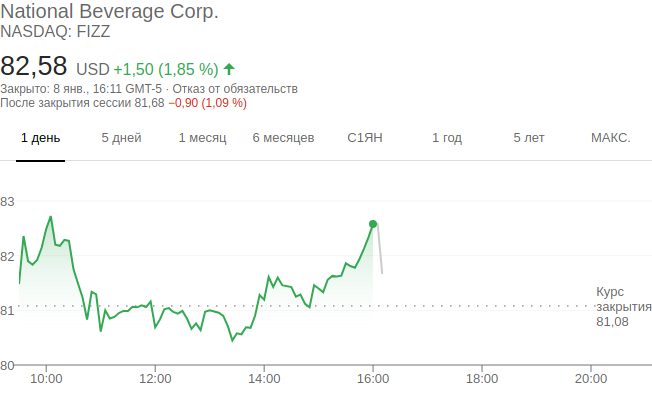 National Beverage Corp.
NASDAQ: FIZZ
82,58 USD +1,50 (1,85 %)
Закрыто: 8 янв., 16:11 GMT-5 · Отказ от обязательств
После закрытия сессии 81,68 −0,90 (1,09 %)
1 день 5 дней 1 месяц 6 месяцев С1ЯН 1 год 5 лет МАКС.
83
82
81
80
Курс
закрытия
81,08
10:00 12:00 14:00 16:00 18:00 20:00